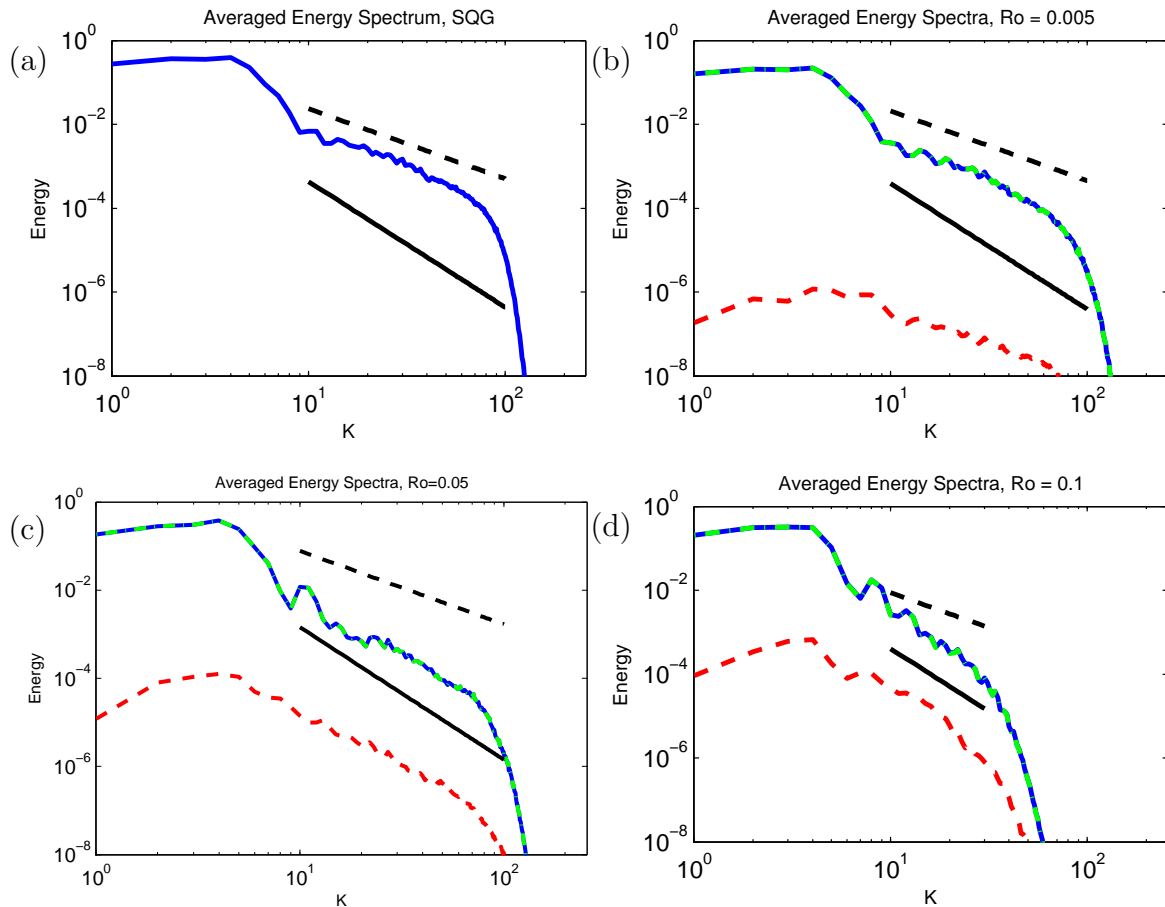 (a)
Averaged Energy Spectrum, SQG
Energy
10^0
10^-2
10^-4
10^-6
10^-8
10^0
10^1
10^2
K
(b)
Averaged Energy Spectra, Ro = 0.005
Energy
10^0
10^-2
10^-4
10^-6
10^-8
10^0
10^1
10^2
K
(c)
Averaged Energy Spectra, Ro=0.05
Energy
10^0
10^-2
10^-4
10^-6
10^-8
10^0
10^1
10^2
K
(d)
Averaged Energy Spectra, Ro = 0.1
Energy
10^0
10^-2
10^-4
10^-6
10^-8
10^0
10^1
10^2
K